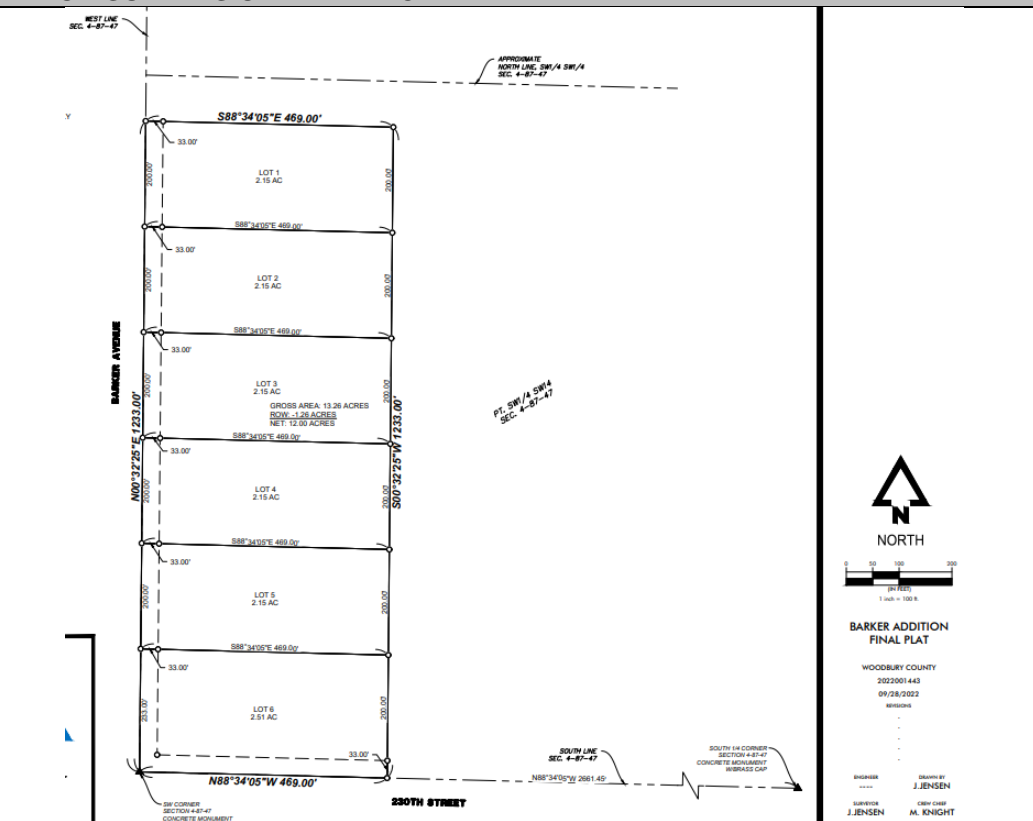 WEST LINE
SEC. 4-87-47
APPROXIMATE
NORTH LINE, SW1/4 SW1/4
SEC. 4-87-47
Y
S88°34'05"E 469.00'
33.00'
200.00'
LOT 1
2.15 AC
200.00'
S88°34'05"E 469.00'
33.00'
200.00'
LOT 2
2.15 AC
200.00'
S88°34'05"E 469.00'
33.00'
BARKER AVENUE
N00°32'25"E 1233.00'
200.00'
LOT 3
2.15 AC
GROSS AREA: 13.26 ACRES
ROW: -1.26 ACRES
NET: 12.00 ACRES
200.00'
S00°32'25"W 1233.00'
PT. SW1/4 SW1/4
SEC. 4-87-47
S88°34'05"E 469.00'
33.00'
200.00'
LOT 4
2.15 AC
200.00'
S88°34'05"E 469.00'
33.00'
200.00'
LOT 5
2.15 AC
200.00'
S88°34'05"E 469.00'
33.00'
233.00'
LOT 6
2.51 AC
200.00'
33.00'
N88°34'05"W 469.00'
230TH STREET
SOUTH LINE
SEC. 4-87-47
N88°34'05"W 2661.45'
SOUTH 1/4 CORNER
SECTION 4-87-47
CONCRETE MONUMENT
W/BRASS CAP
SW CORNER
SECTION 4-87-47
CONCRETE MONUMENT
N
NORTH
0 50 100 200
(IN FEET)
1 inch = 100 ft.
BARKER ADDITION
FINAL PLAT
WOODBURY COUNTY
2022001443
09/28/2022
REVISIONS
-
-
-
-
-
ENGINEER DRAWN BY
---- J.JENSEN
SURVEYOR CREW CHIEF
J.JENSEN M. KNIGHT